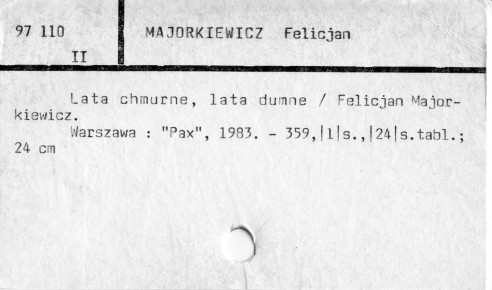 97 110 MAJORKIEWICZ Felicjan
II
Lata chmurne, lata dumne / Felicjan Major-
kiewicz.
Warszawa : "Pax", 1983. - 359,|1|s.,|24|s.tabl.;
24 cm